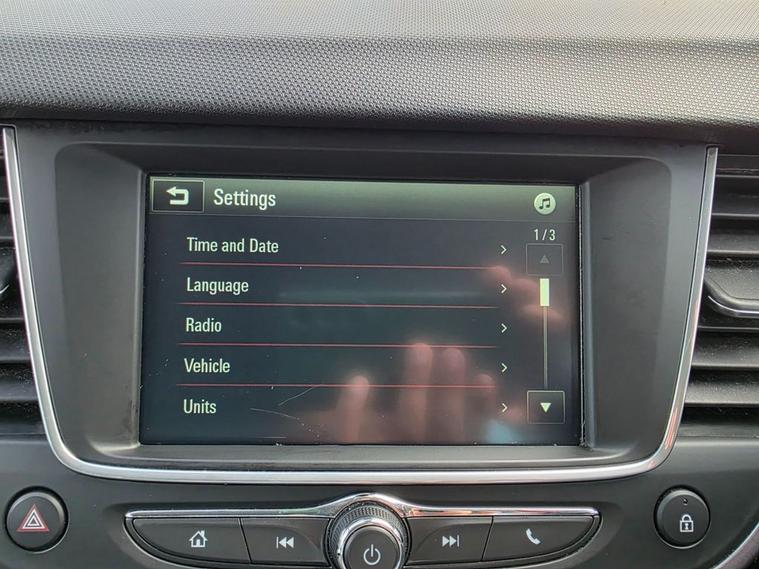 Settings
1/3
Time and Date
Language
Radio
Vehicle
Units